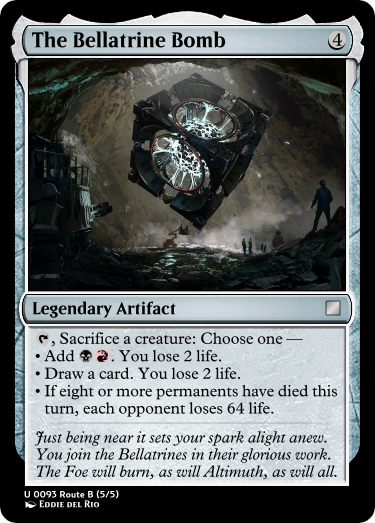 The Bellatrine Bomb 4
Legendary Artifact
, Sacrifice a creature: Choose one —
• Add . You lose 2 life.
• Draw a card. You lose 2 life.
• If eight or more permanents have died this
turn, each opponent loses 64 life.
Just being near it sets your spark alight anew.
You join the Bellatrines in their glorious work.
The Foe will burn, as will Altimuth, as will all.
U 0093 Route B (5/5)
Eddie del Rio